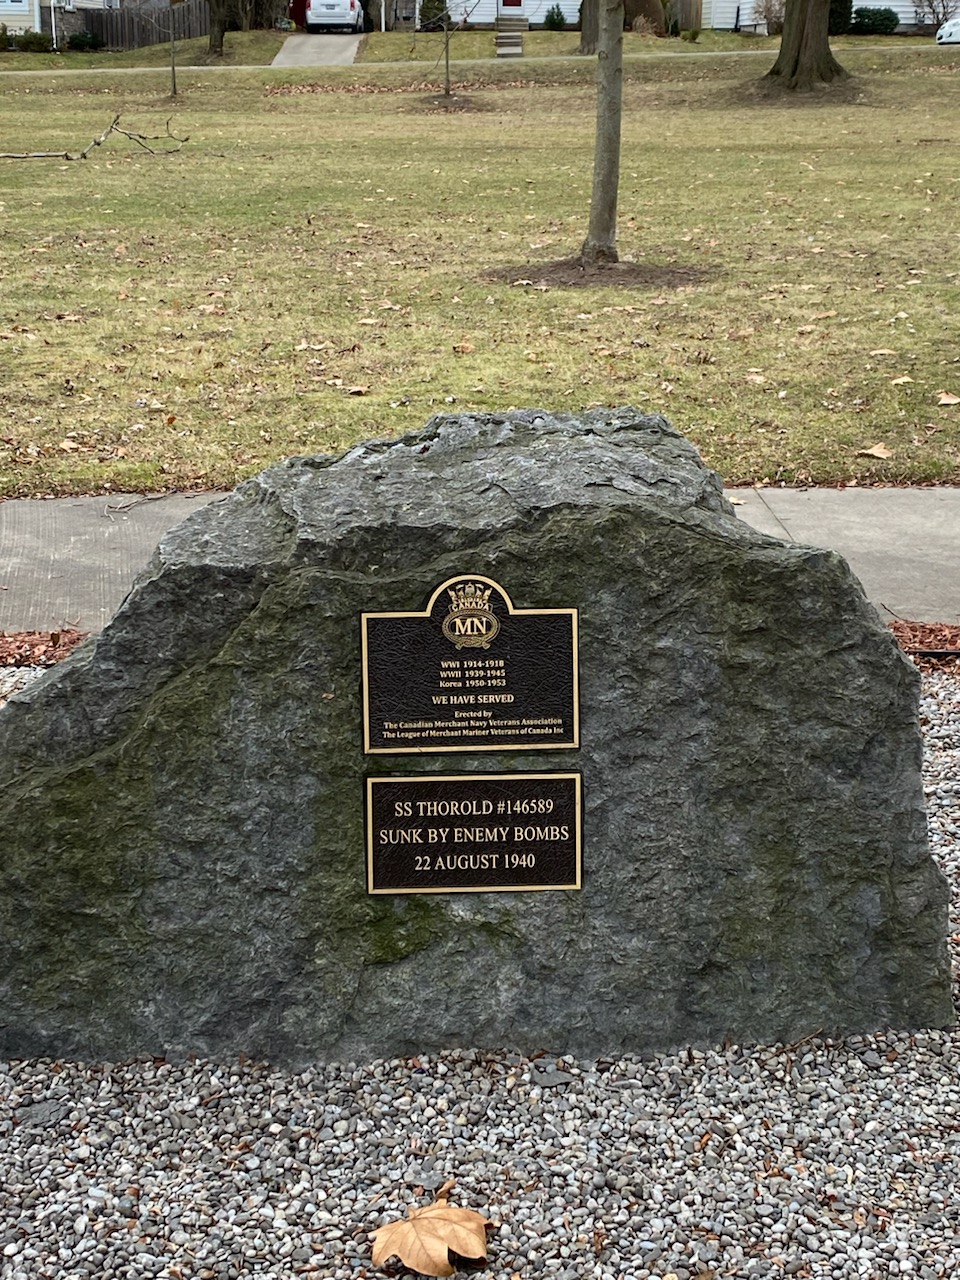 CANADA
MN
WWI 1914-1918
WWII 1939-1945
Korea 1950-1953
WE HAVE SERVED
Erected by
The Canadian Merchant Navy Veterans Association
The League of Merchant Mariner Veterans of Canada Inc
SS THOROLD #146589
SUNK BY ENEMY BOMBS
22 AUGUST 1940